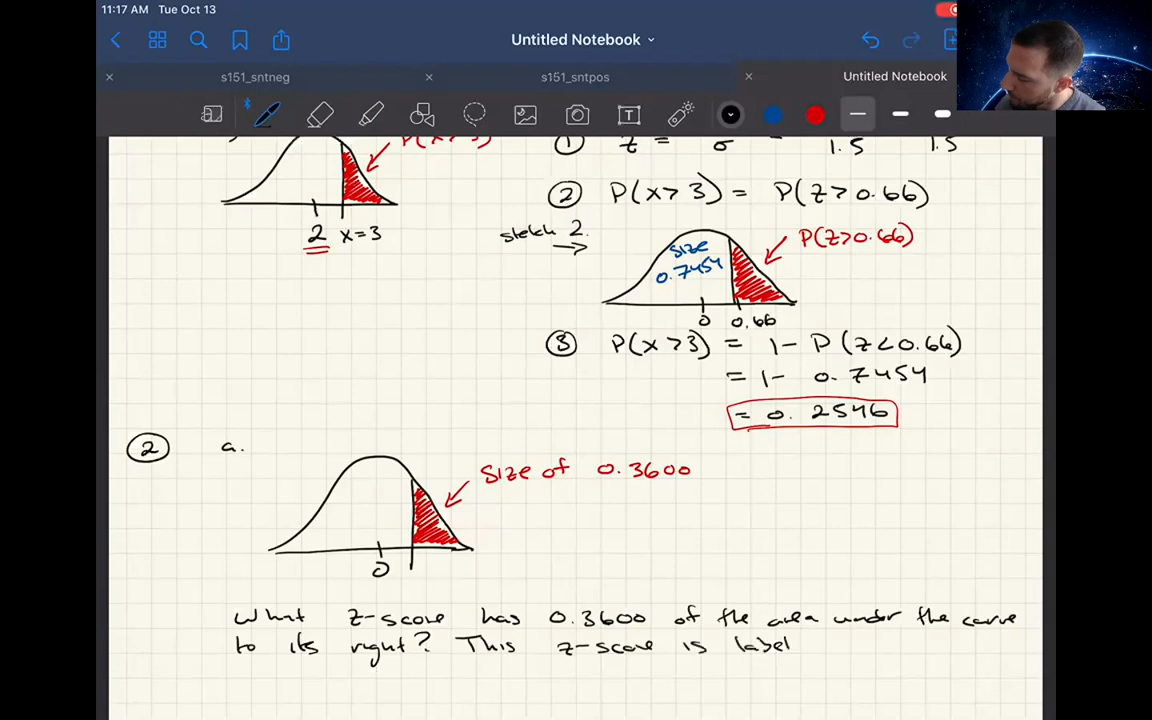 11:17 AM Tue Oct 13
Untitled Notebook
s151_sntneg
s151_sntpos
Untitled Notebook
P(x>3)
2 x=3
① z = σ = 1.5 1.5
② P(x>3) = P(z>0.66)
sketch 2.
size
0.7454
P(z>0.66)
0 0.66
③ P(x>3) = 1- P(z<0.66)
= 1- 0.7454
= 0.2546
② a.
Size of 0.3600
0
What z-score has 0.3600 of the area under the curve
to its right? This z-score is label